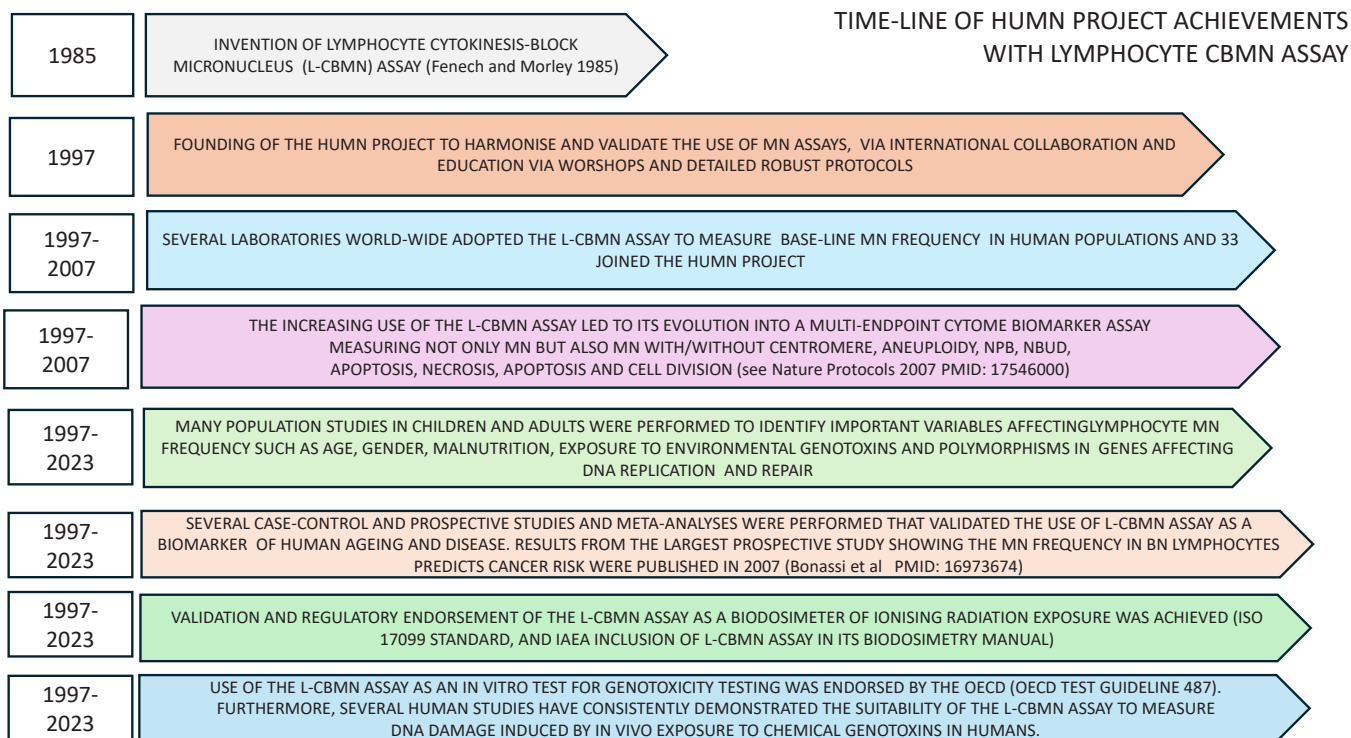 TIME-LINE OF HUMN PROJECT ACHIEVEMENTS
WITH LYMPHOCYTE CBMN ASSAY
1985
INVENTION OF LYMPHOCYTE CYTOKINESIS-BLOCK
MICRONUCLEUS (L-CBMN) ASSAY (Fenech and Morley 1985)
1997
FOUNDING OF THE HUMN PROJECT TO HARMONISE AND VALIDATE THE USE OF MN ASSAYS, VIA INTERNATIONAL COLLABORATION AND
EDUCATION VIA WORSHOPS AND DETAILED ROBUST PROTOCOLS
1997-
2007
SEVERAL LABORATORIES WORLD-WIDE ADOPTED THE L-CBMN ASSAY TO MEASURE BASE-LINE MN FREQUENCY IN HUMAN POPULATIONS AND 33
JOINED THE HUMN PROJECT
1997-
2007
THE INCREASING USE OF THE L-CBMN ASSAY LED TO ITS EVOLUTION INTO A MULTI-ENDPOINT CYTOME BIOMARKER ASSAY
MEASURING NOT ONLY MN BUT ALSO MN WITH/WITHOUT CENTROMERE, ANEUPLOIDY, NPB, NBUD,
APOPTOSIS, NECROSIS, APOPTOSIS AND CELL DIVISION (see Nature Protocols 2007 PMID: 17546000)
1997-
2023
MANY POPULATION STUDIES IN CHILDREN AND ADULTS WERE PERFORMED TO IDENTIFY IMPORTANT VARIABLES AFFECTINGLYMPHOCYTE MN
FREQUENCY SUCH AS AGE, GENDER, MALNUTRITION, EXPOSURE TO ENVIRONMENTAL GENOTOXINS AND POLYMORPHISMS IN GENES AFFECTING
DNA REPLICATION AND REPAIR
1997-
2023
SEVERAL CASE-CONTROL AND PROSPECTIVE STUDIES AND META-ANALYSES WERE PERFORMED THAT VALIDATED THE USE OF L-CBMN ASSAY AS A
BIOMARKER OF HUMAN AGEING AND DISEASE. RESULTS FROM THE LARGEST PROSPECTIVE STUDY SHOWING THE MN FREQUENCY IN BN LYMPHOCYTES
PREDICTS CANCER RISK WERE PUBLISHED IN 2007 (Bonassi et al PMID: 16973674)
1997-
2023
VALIDATION AND REGULATORY ENDORSEMENT OF THE L-CBMN ASSAY AS A BIODOSIMETER OF IONISING RADIATION EXPOSURE WAS ACHIEVED (ISO
17099 STANDARD, AND IAEA INCLUSION OF L-CBMN ASSAY IN ITS BIODOSIMETRY MANUAL)
1997-
2023
USE OF THE L-CBMN ASSAY AS AN IN VITRO TEST FOR GENOTOXICITY TESTING WAS ENDORSED BY THE OECD (OECD TEST GUIDELINE 487).
FURTHERMORE, SEVERAL HUMAN STUDIES HAVE CONSISTENTLY DEMONSTRATED THE SUITABILITY OF THE L-CBMN ASSAY TO MEASURE
DNA DAMAGE INDUCED BY IN VIVO EXPOSURE TO CHEMICAL GENOTOXINS IN HUMANS.